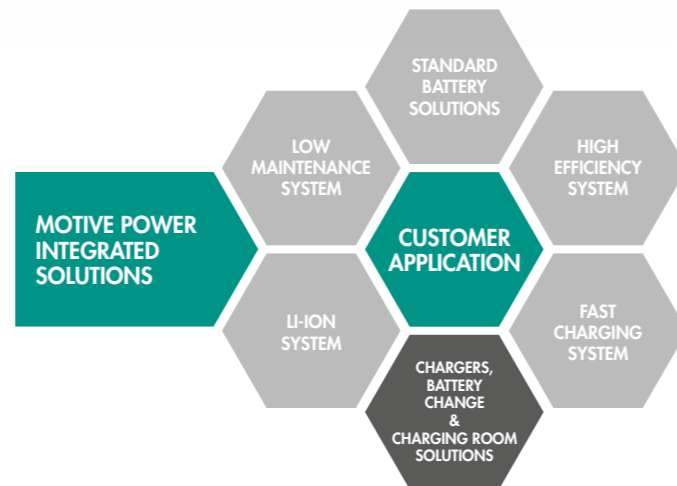 STANDARD
BATTERY
SOLUTIONS
LOW
MAINTENANCE
SYSTEM
HIGH
EFFICIENCY
SYSTEM
MOTIVE POWER
INTEGRATED
SOLUTIONS
CUSTOMER
APPLICATION
LI-ION
SYSTEM
FAST
CHARGING
SYSTEM
CHARGERS,
BATTERY
CHANGE
&
CHARGING ROOM
SOLUTIONS